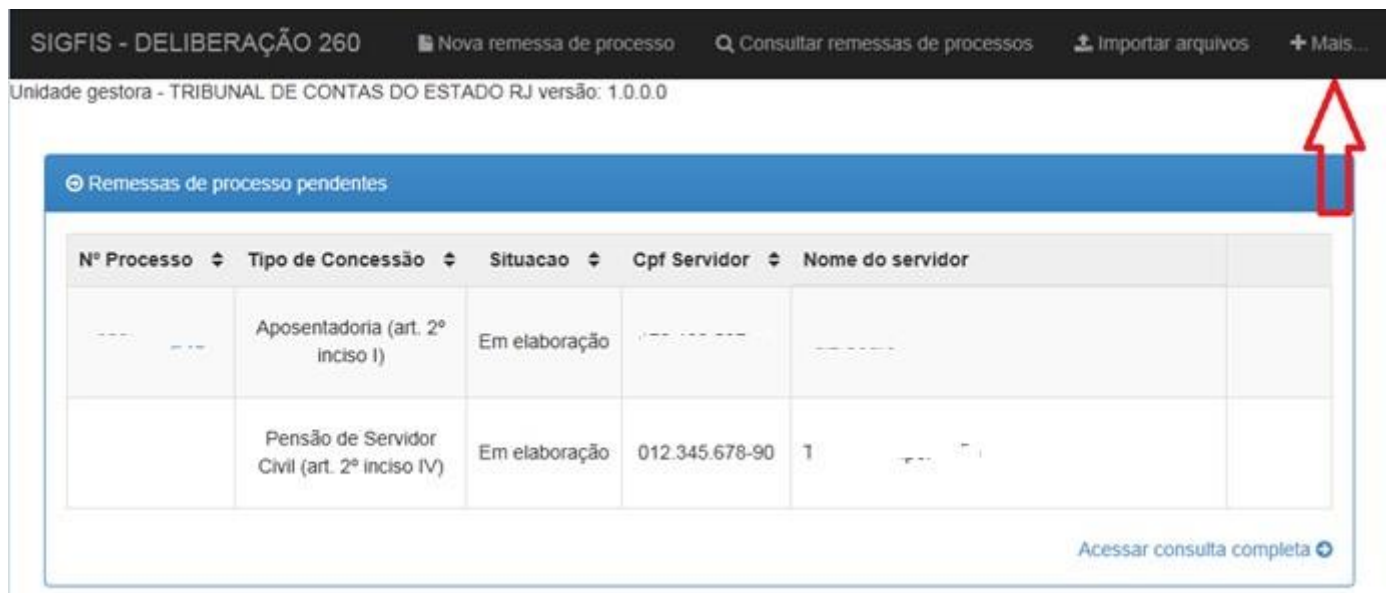 SIGFIS - DELIBERAÇÃO 260 Nova remessa de processo Consultar remessas de processos Importar arquivos Mais...
Unidade gestora - TRIBUNAL DE CONTAS DO ESTADO RJ versão: 1.0.0.0
Remessas de processo pendentes
Nº Processo Tipo de Concessão Situacao Cpf Servidor Nome do servidor
Aposentadoria (art. 2º
inciso I)
Em elaboração
Pensão de Servidor
Civil (art. 2º inciso IV)
Em elaboração 012.345.678-90
Acessar consulta completa